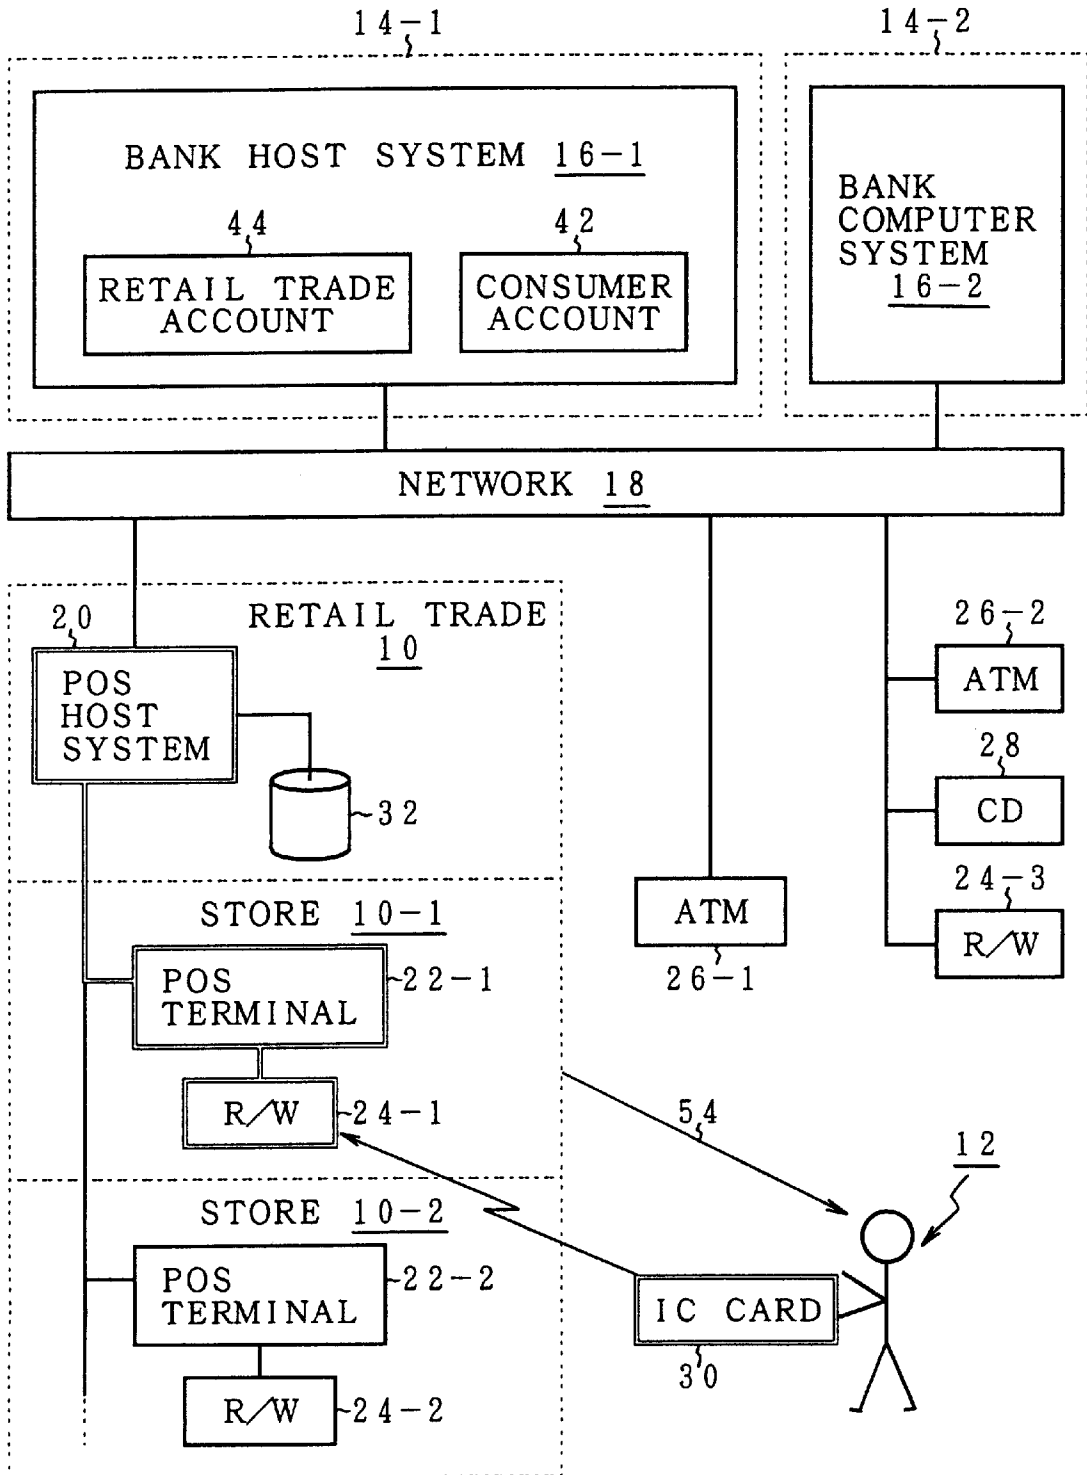 14-1
14-2
BANK HOST SYSTEM 16-1
44
RETAIL TRADE
ACCOUNT
42
CONSUMER
ACCOUNT
BANK
COMPUTER
SYSTEM
16-2
NETWORK 18
20
RETAIL TRADE
10
POS
HOST
SYSTEM
32
26-2
ATM
28
CD
24-3
R/W
ATM
26-1
STORE 10-1
POS
TERMINAL
22-1
R/W
24-1
54
12
STORE 10-2
POS
TERMINAL
22-2
IC CARD
30
R/W
24-2